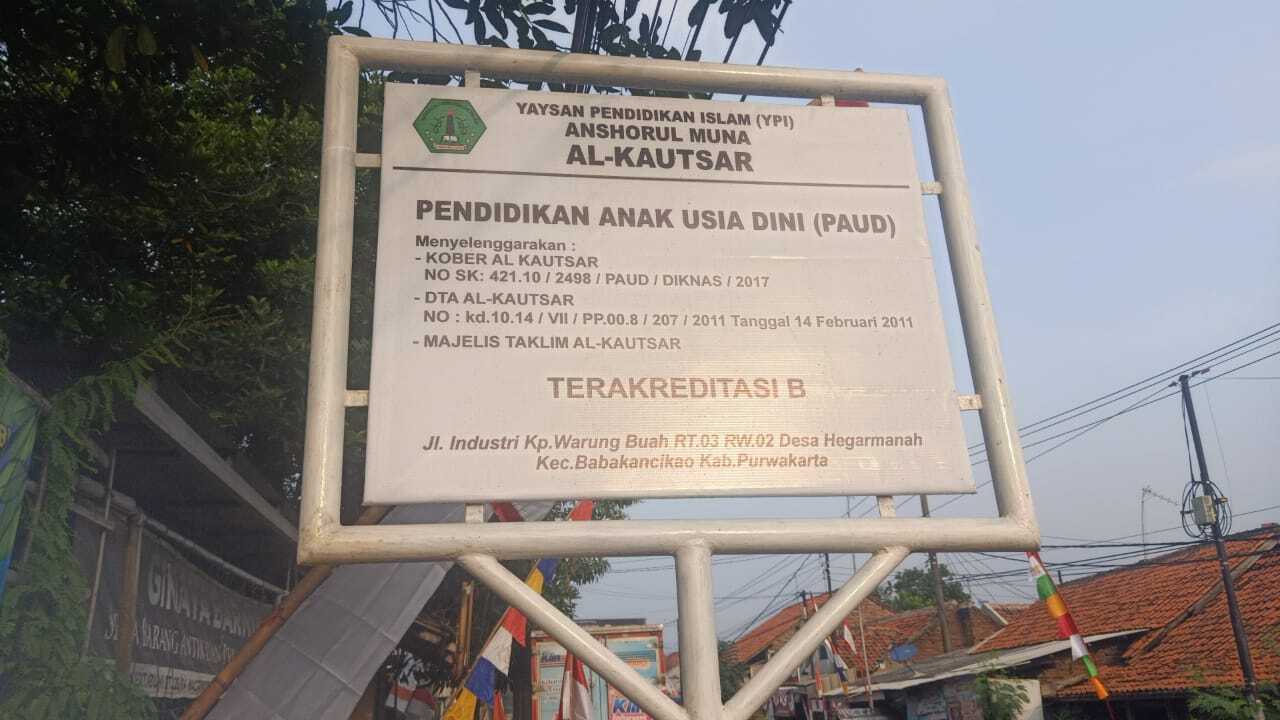 YAYSAN PENDIDIKAN ISLAM (YPI)
ANSHORUL MUNA
AL-KAUTSAR
PENDIDIKAN ANAK USIA DINI (PAUD)
Menyelenggarakan :
- KOBER AL KAUTSAR
NO SK: 421.10 / 2498 / PAUD / DIKNAS / 2017
- DTA AL-KAUTSAR
NO : kd.10.14 / VII / PP.00.8 / 207 / 2011 Tanggal 14 Februari 2011
- MAJELIS TAKLIM AL-KAUTSAR
TERAKREDITASI B
Jl. Industri Kp.Warung Buah RT.03 RW.02 Desa Hegarmanah
Kec.Babakancikao Kab.Purwakarta
BARANG ANTIK